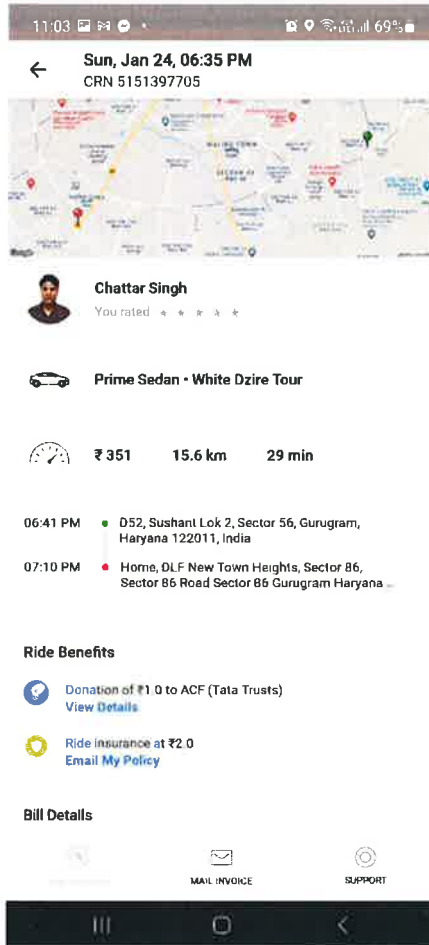 11:03
69%
Sun, Jan 24, 06:35 PM
CRN 5151397705
Google
Chattar Singh
You rated ★ ★ ★ ★ ★
Prime Sedan • White Dzire Tour
₹ 351 15.6 km 29 min
06:41 PM D52, Sushant Lok 2, Sector 56, Gurugram,
Haryana 122011, India
07:10 PM Home, DLF New Town Heights, Sector 86,
Sector 86 Road Sector 86 Gurugram Haryana ...
Ride Benefits
Donation of ₹1.0 to ACF (Tata Trusts)
View Details
Ride insurance at ₹2.0
Email My Policy
Bill Details
MAIL INVOICE
SUPPORT